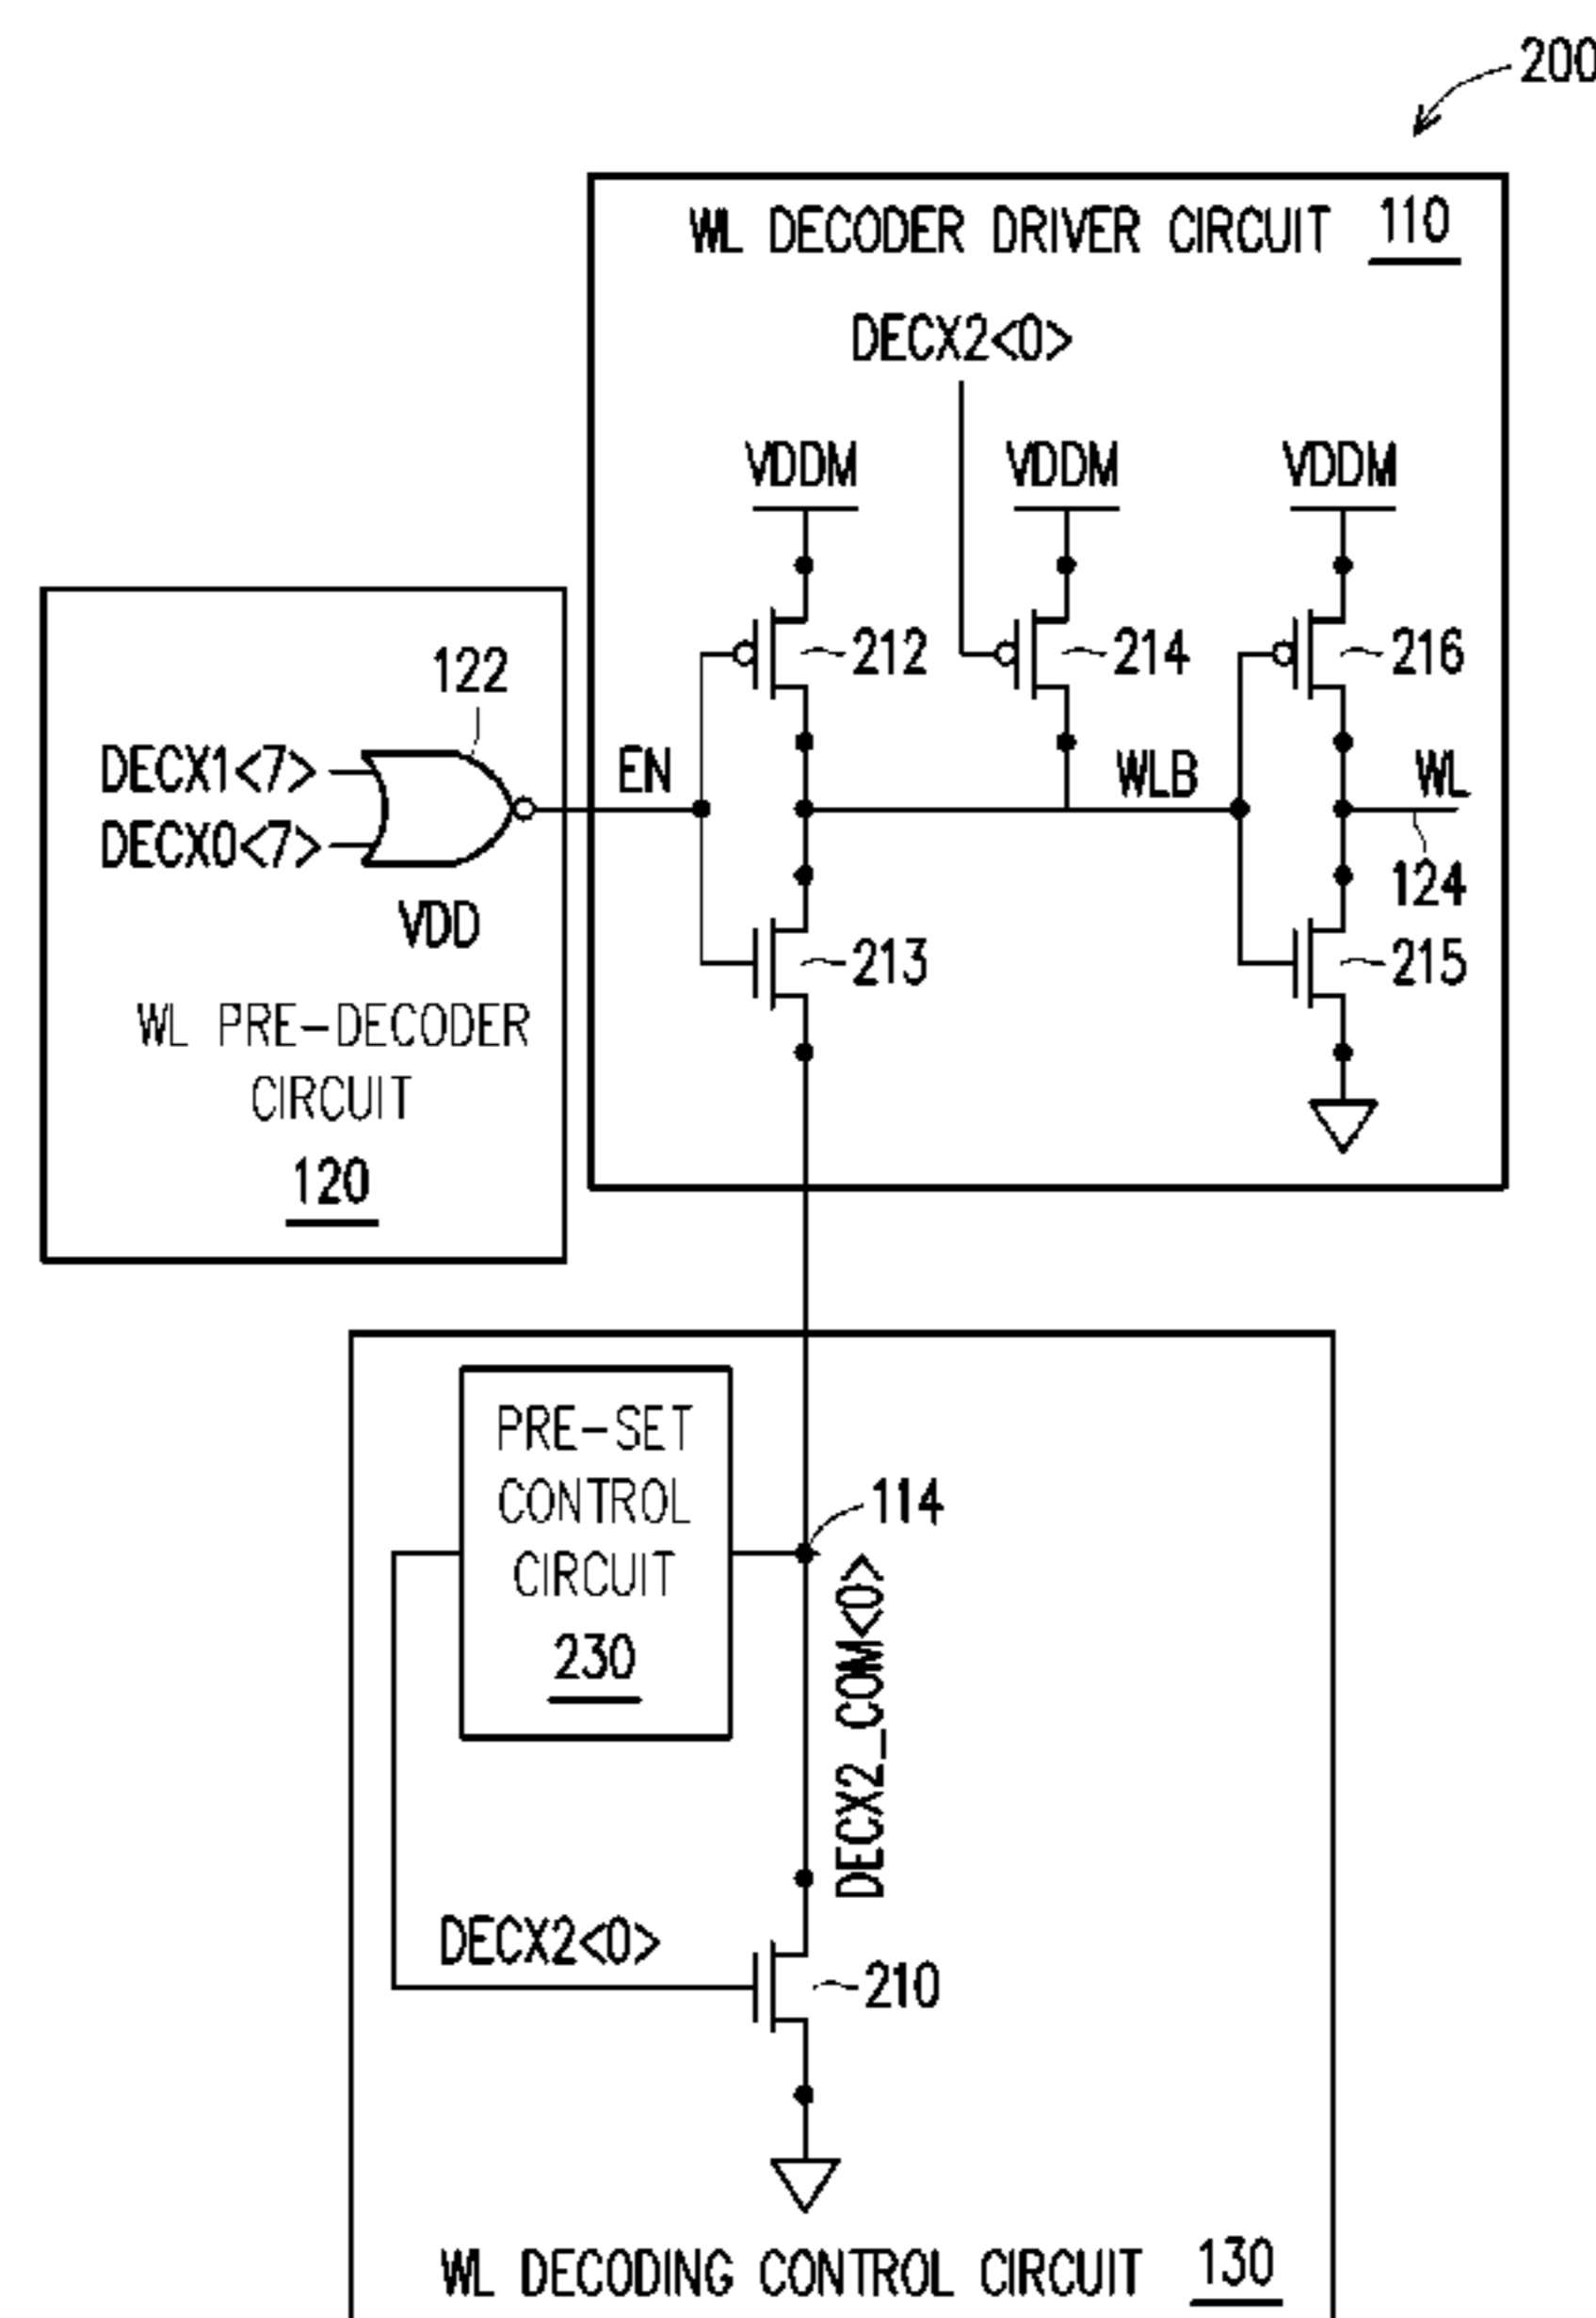 200
WL DECODER DRIVER CIRCUIT 110
DECX2<0>
VDDM VDDM VDDM
212 214 216
122
DECX1<7>
DECX0<7>
VDD
EN
WLB
WL
124
213 215
WL PRE-DECODER
CIRCUIT
120
PRE-SET
CONTROL
CIRCUIT
230
114
DECX2_COM<0>
DECX2<0>
210
WL DECODING CONTROL CIRCUIT 130